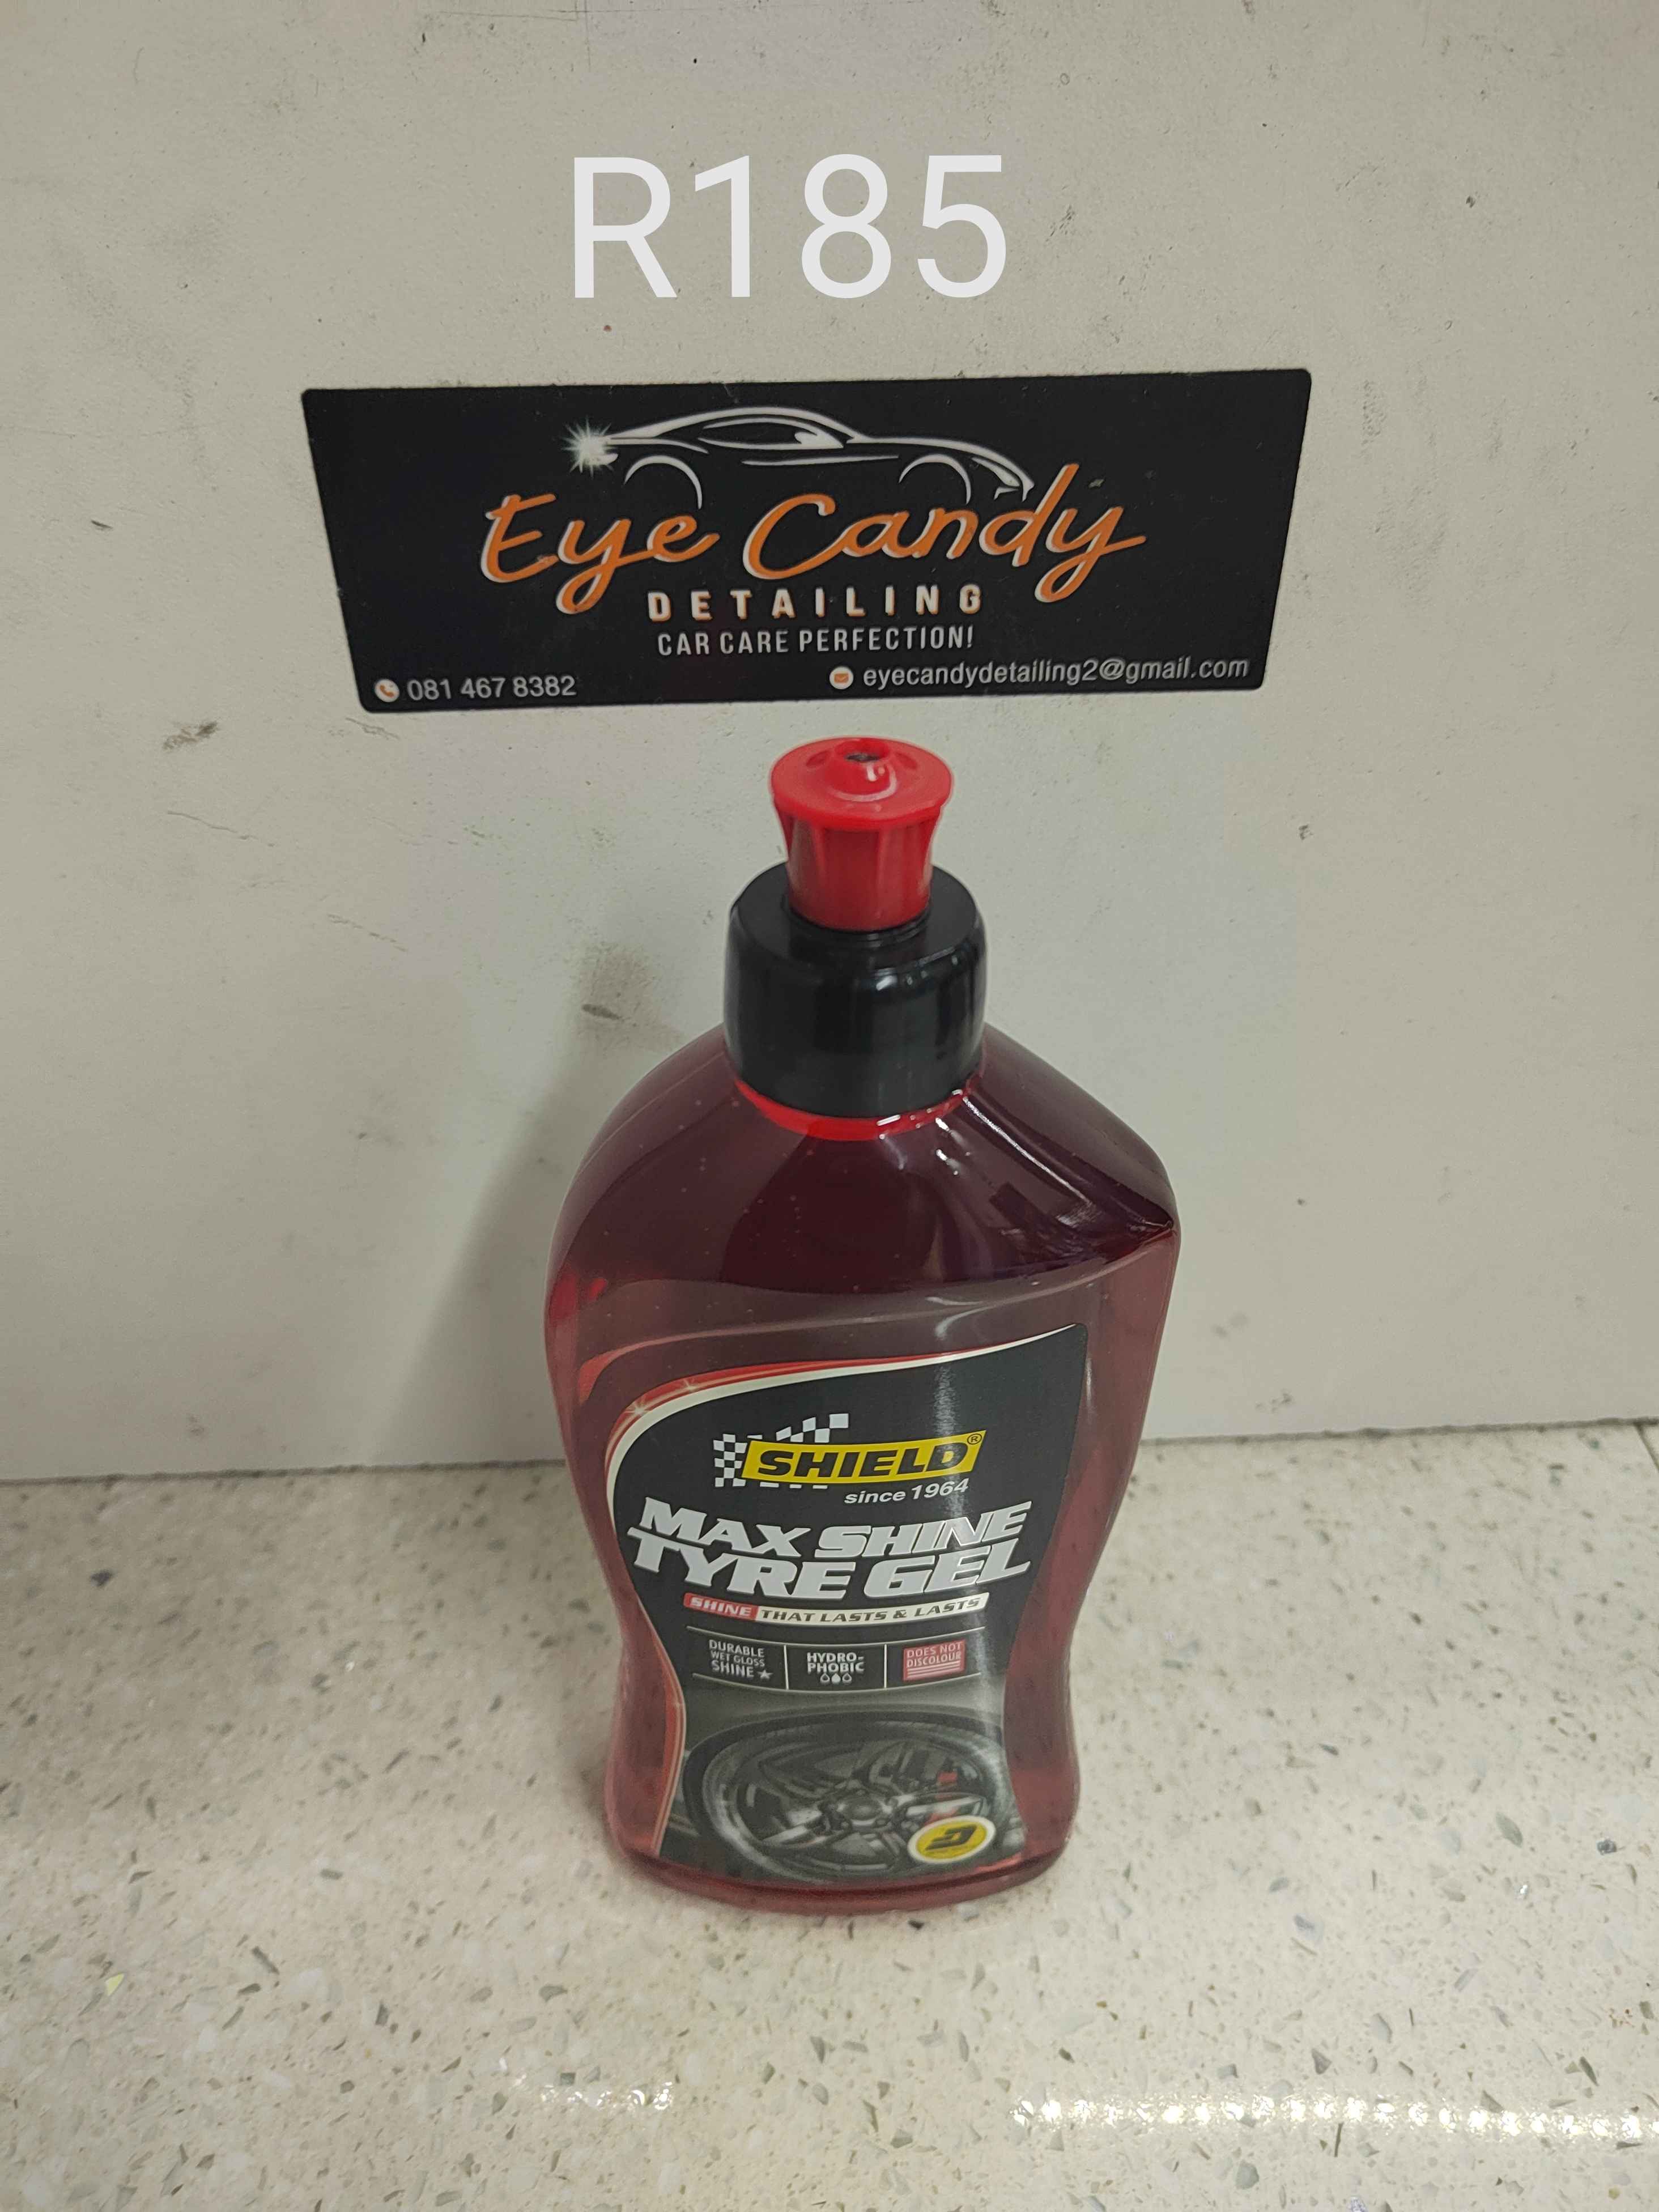 R185
Eye Candy
DETAILING
CAR CARE PERFECTION!
081 467 8382
eyecandydetailing2@gmail.com
SHIELD®
since 1964
MAX SHINE
TYRE GEL
SHINE THAT LASTS & LASTS
DURABLE
WET GLOSS
SHINE
HYDRO-
PHOBIC
DOES NOT
DISCOLOUR